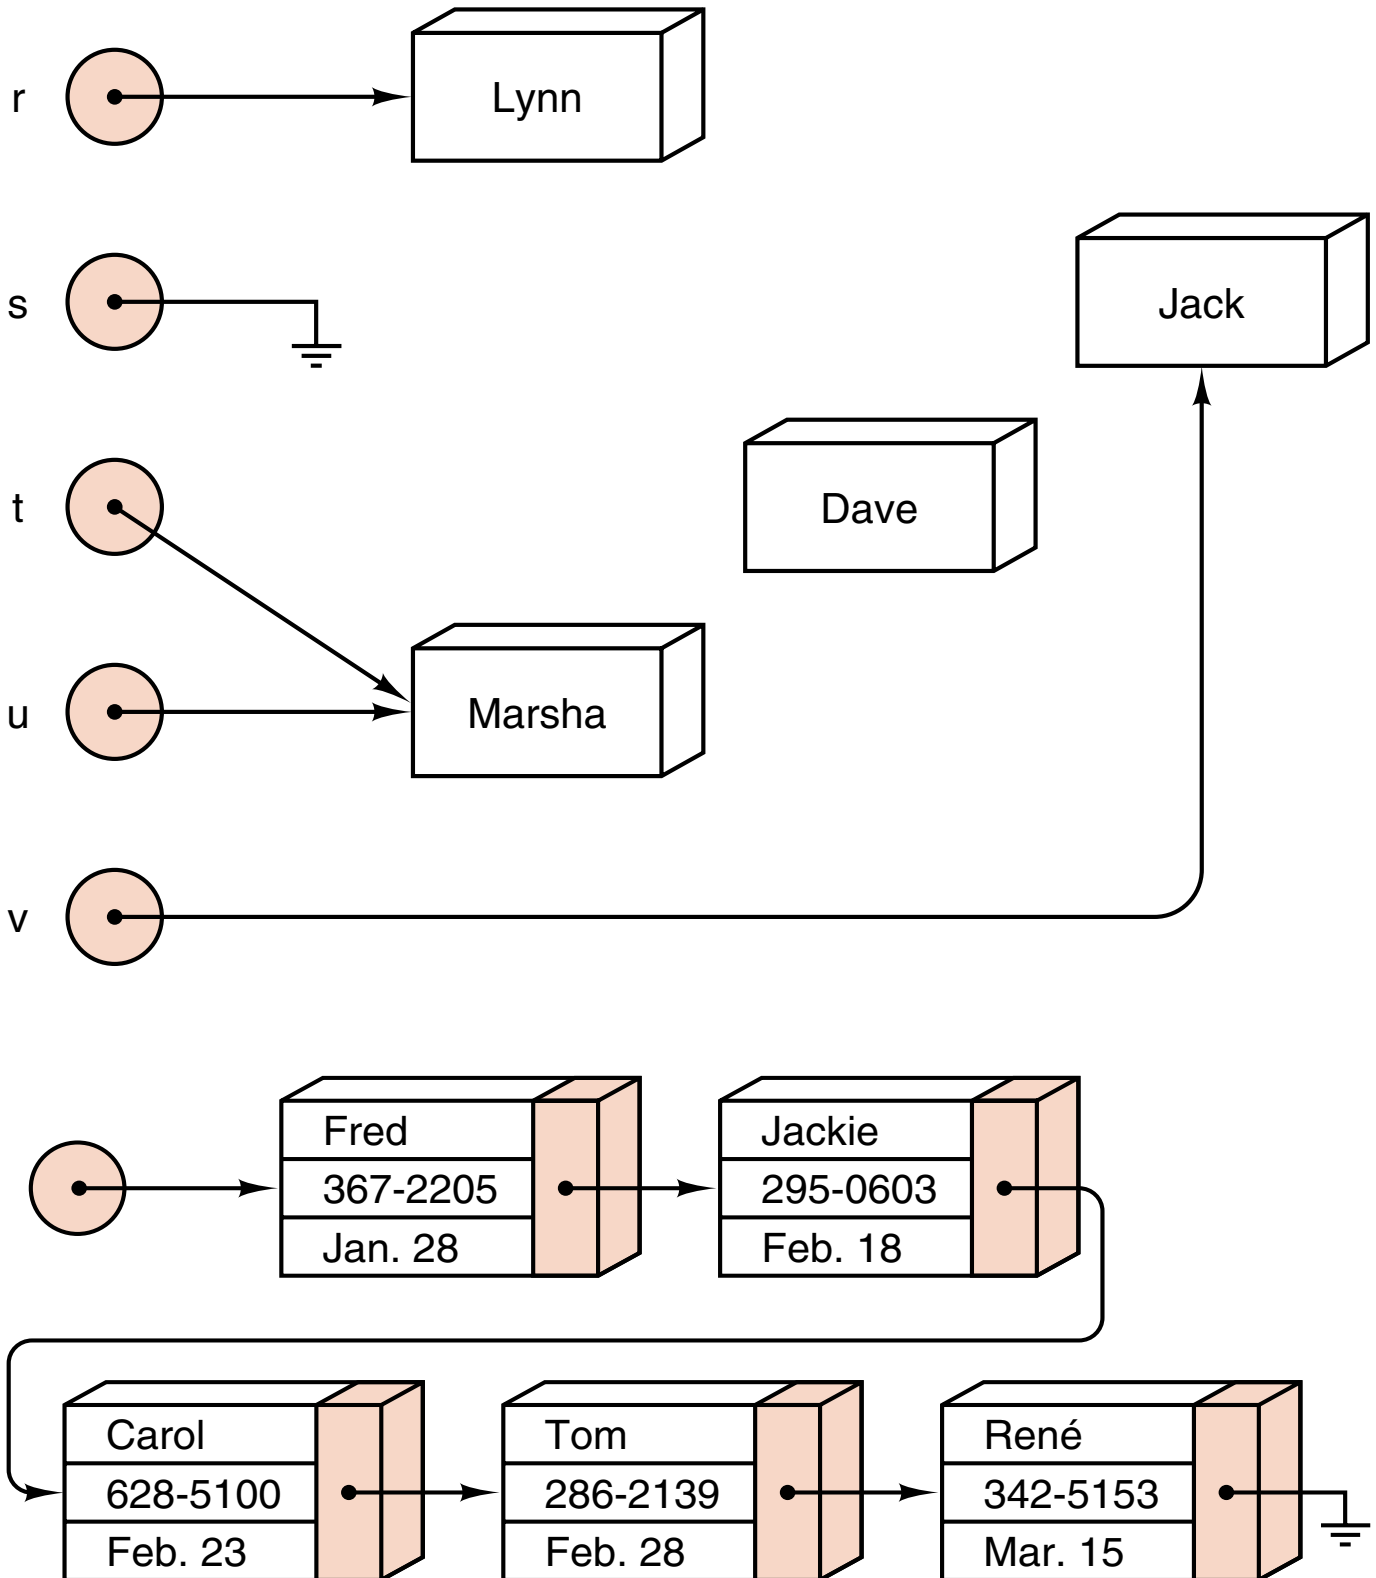 r
Lynn
s
Jack
t
Dave
u
Marsha
v
Fred
367-2205
Jan. 28
Jackie
295-0603
Feb. 18
Carol
628-5100
Feb. 23
Tom
286-2139
Feb. 28
René
342-5153
Mar. 15